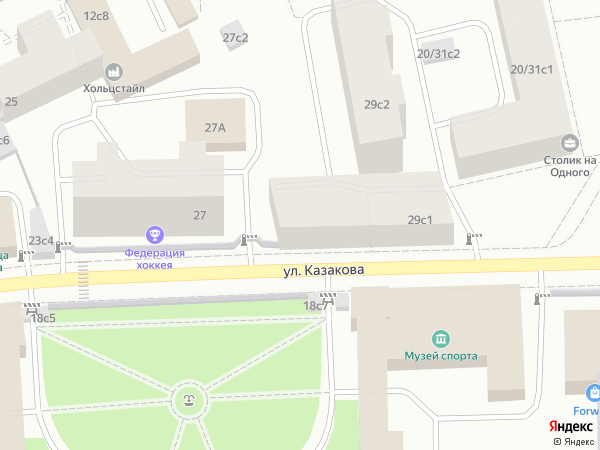 12с8
27с2
20/31с2
20/31с1
Хольцстайл
25
29с2
27А
с6
Столик на
Одного
27
29с1
23с4
ца
а
Федерация
хоккея
ул. Казакова
18с5
18с7
Музей спорта
Forw
Яндекс
© Яндекс